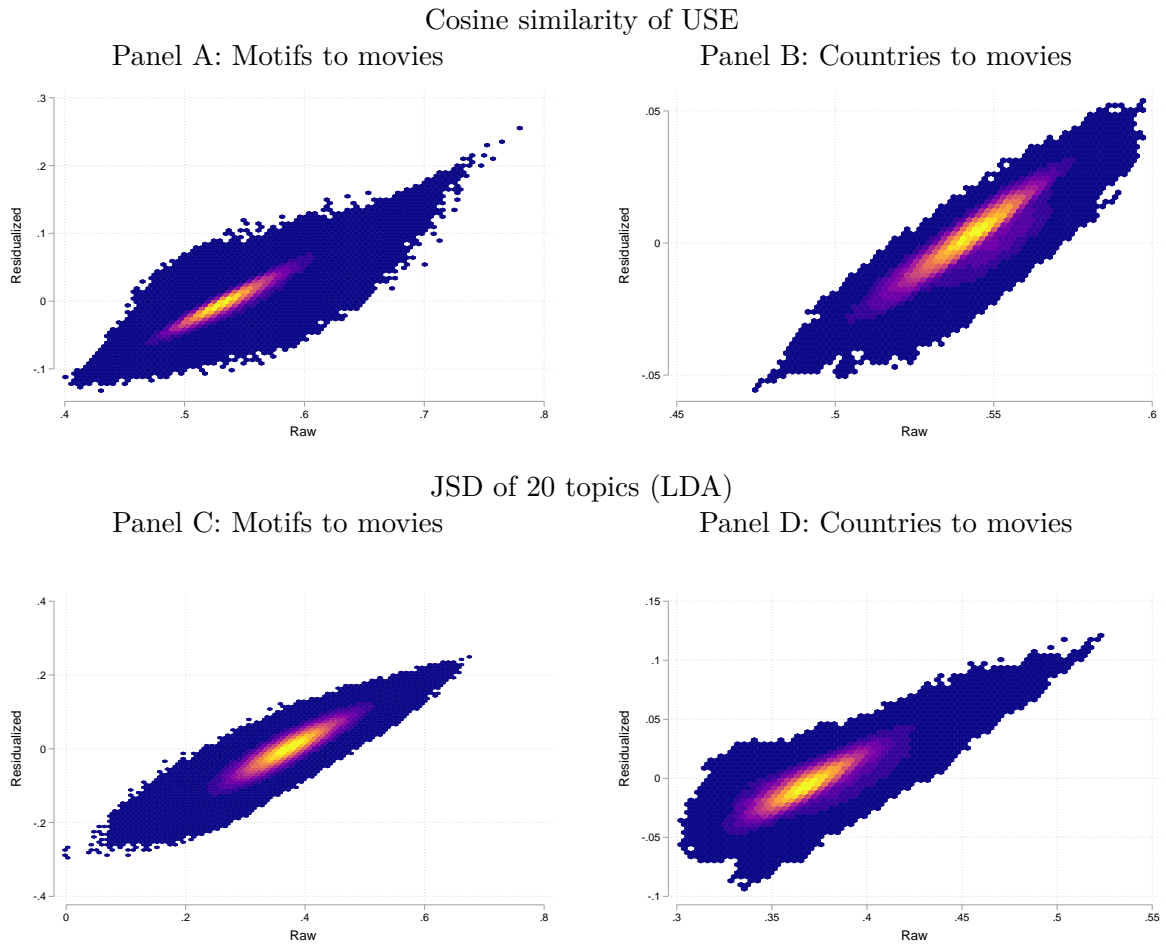 Cosine similarity of USE
Panel A: Motifs to movies
Panel B: Countries to movies
.3
.2
.1
0
-.1
Residualized
.4
.5
.6
.7
.8
Raw
.05
0
-.05
Residualized
.45
.5
.55
.6
Raw
JSD of 20 topics (LDA)
Panel C: Motifs to movies
Panel D: Countries to movies
.4
.2
0
-.2
-.4
Residualized
0
.2
.4
.6
.8
Raw
.15
.1
.05
0
-.05
-.1
Residualized
.3
.35
.4
.45
.5
.55
Raw